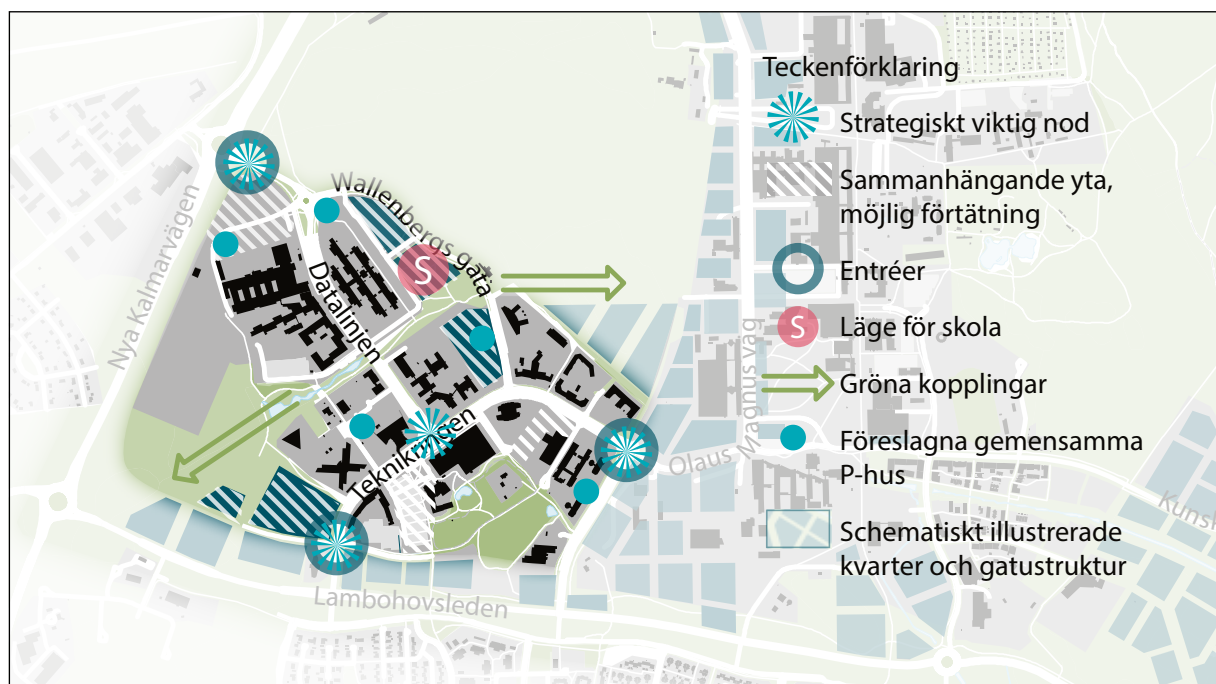 Teckenförklaring
Strategiskt viktig nod
Sammanhängande yta,
möjlig förtätning
Entréer
S
Läge för skola
Gröna kopplingar
Föreslagna gemensamma
P-hus
Schematiskt illustrerade
kvarter och gatustruktur
Nya Kalmarvägen
Wallenbergs gata
Datalinjen
S
Teknikringen
Olaus Magnus väg
Lambohovsleden